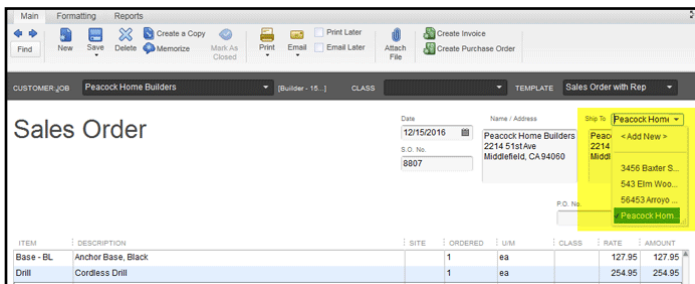 Main Formatting Reports
Find New Save Delete Create a Copy Memorize Mark As Closed Print Email Print Later Email Later Attach File Create Invoice Create Purchase Order
CUSTOMER:JOB Peacock Home Builders [Builder - 15...] CLASS TEMPLATE Sales Order with Rep
Sales Order
Date
12/15/2016
S.O. No.
8807
Name / Address
Peacock Home Builders
2214 51st Ave
Middlefield, CA 94060
Ship To Peacock Home
Peaco
2214
Middl
< Add New >
3456 Baxter S...
543 Elm Woo...
56453 Arroyo ...
Peacock Hom...
P.O. No.
ITEM DESCRIPTION SITE ORDERED U/M CLASS RATE AMOUNT
Base - BL Anchor Base, Black 1 ea 127.95 127.95
Drill Cordless Drill 1 ea 254.95 254.95